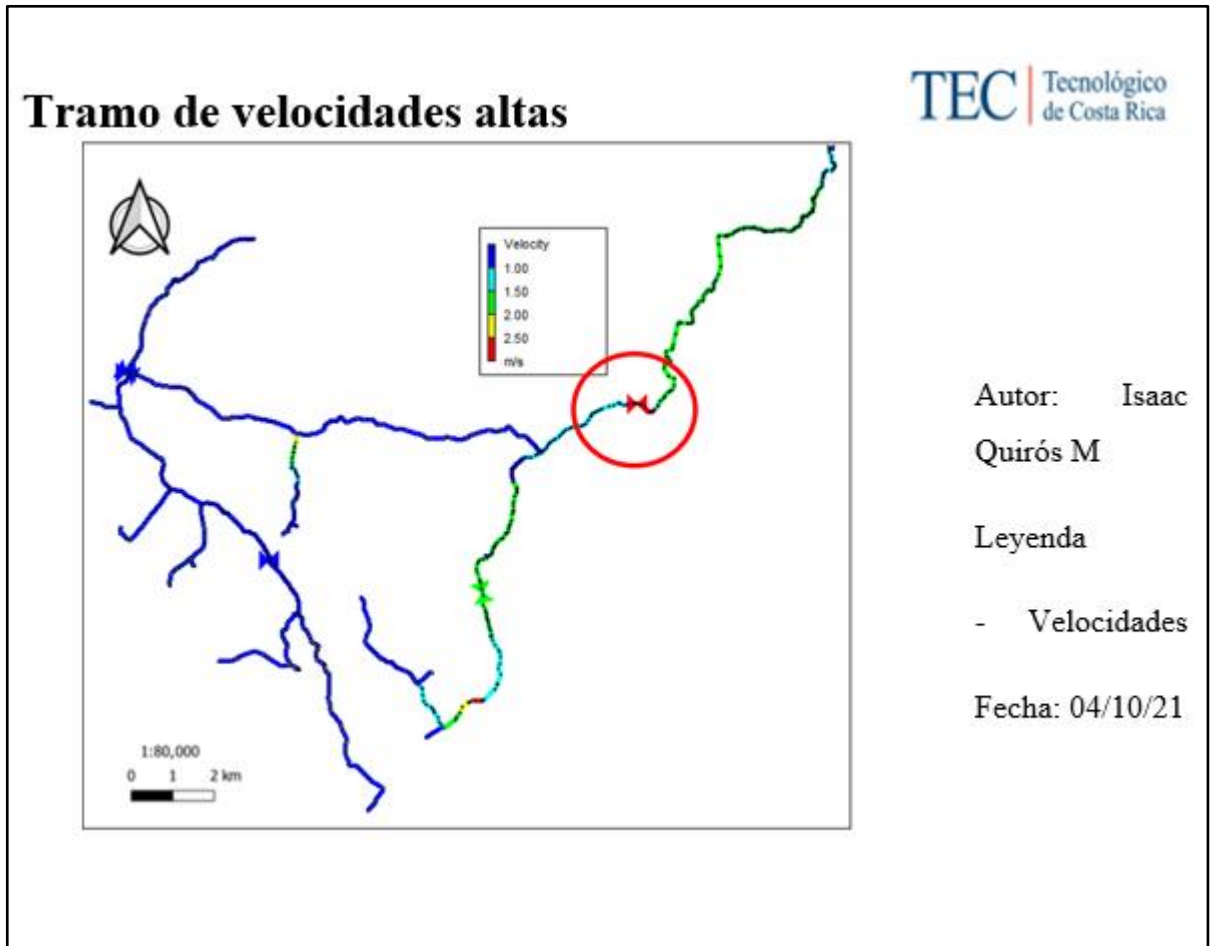 Tramo de velocidades altas
TEC
Tecnológico
de Costa Rica
Velocity
1.00
1.50
2.00
2.50
m/s
Autor: Isaac
Quirós M
Leyenda
- Velocidades
Fecha: 04/10/21
1:80,000
0 1 2 km